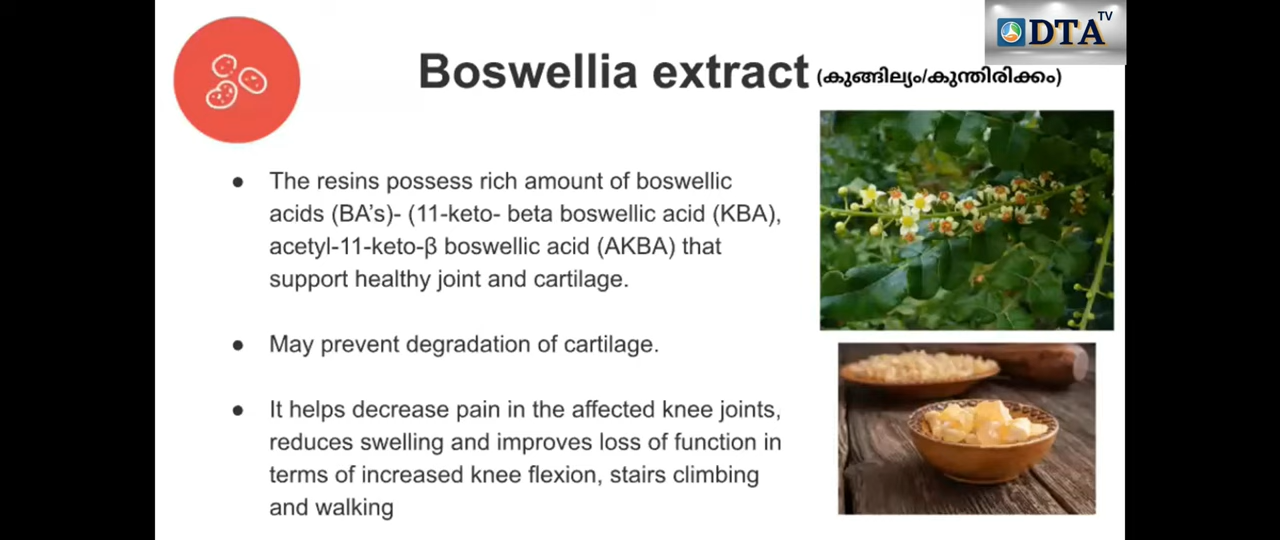 DTA TV
Boswellia extract (കുങ്ങില്യം/കുന്തിരിക്കം)
● The resins possess rich amount of boswellic
acids (BA’s)- (11-keto- beta boswellic acid (KBA),
acetyl-11-keto-β boswellic acid (AKBA) that
support healthy joint and cartilage.
● May prevent degradation of cartilage.
● It helps decrease pain in the affected knee joints,
reduces swelling and improves loss of function in
terms of increased knee flexion, stairs climbing
and walking